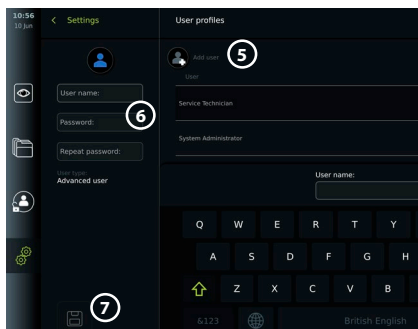 10:56
10 Jun
Settings
User profiles
Add user
5
User
User name:
Password:
6
Repeat password:
User type:
Advanced user
Service Technician
System Administrator
User name:
Q W E R T Y
A S D F G H
Z X C V B
&123
British English
7